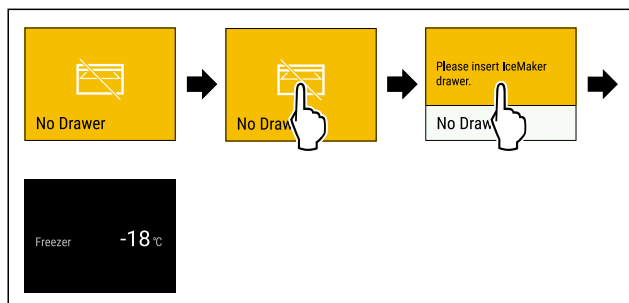 No Drawer
No Draw
Please insert IceMaker
drawer.
No Draw
Freezer -18 °C